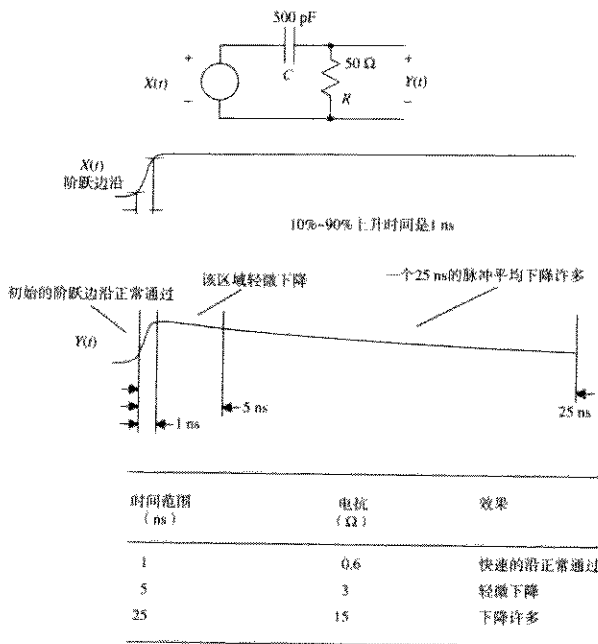 500 pF
+
50 Ω
+
X(t)
C
Y(t)
−
R
−
X(t)
阶跃边沿
10%~90%上升时间是1 ns
该区域轻微下降
一个25 ns的脉冲平均下降许多
初始的阶跃边沿正常通过
Y(t)
1 ns
5 ns
25 ns
时间范围
(ns)
电抗
(Ω)
效果
1 0.6 快速的沿正常通过
5 3 轻微下降
25 15 下降许多